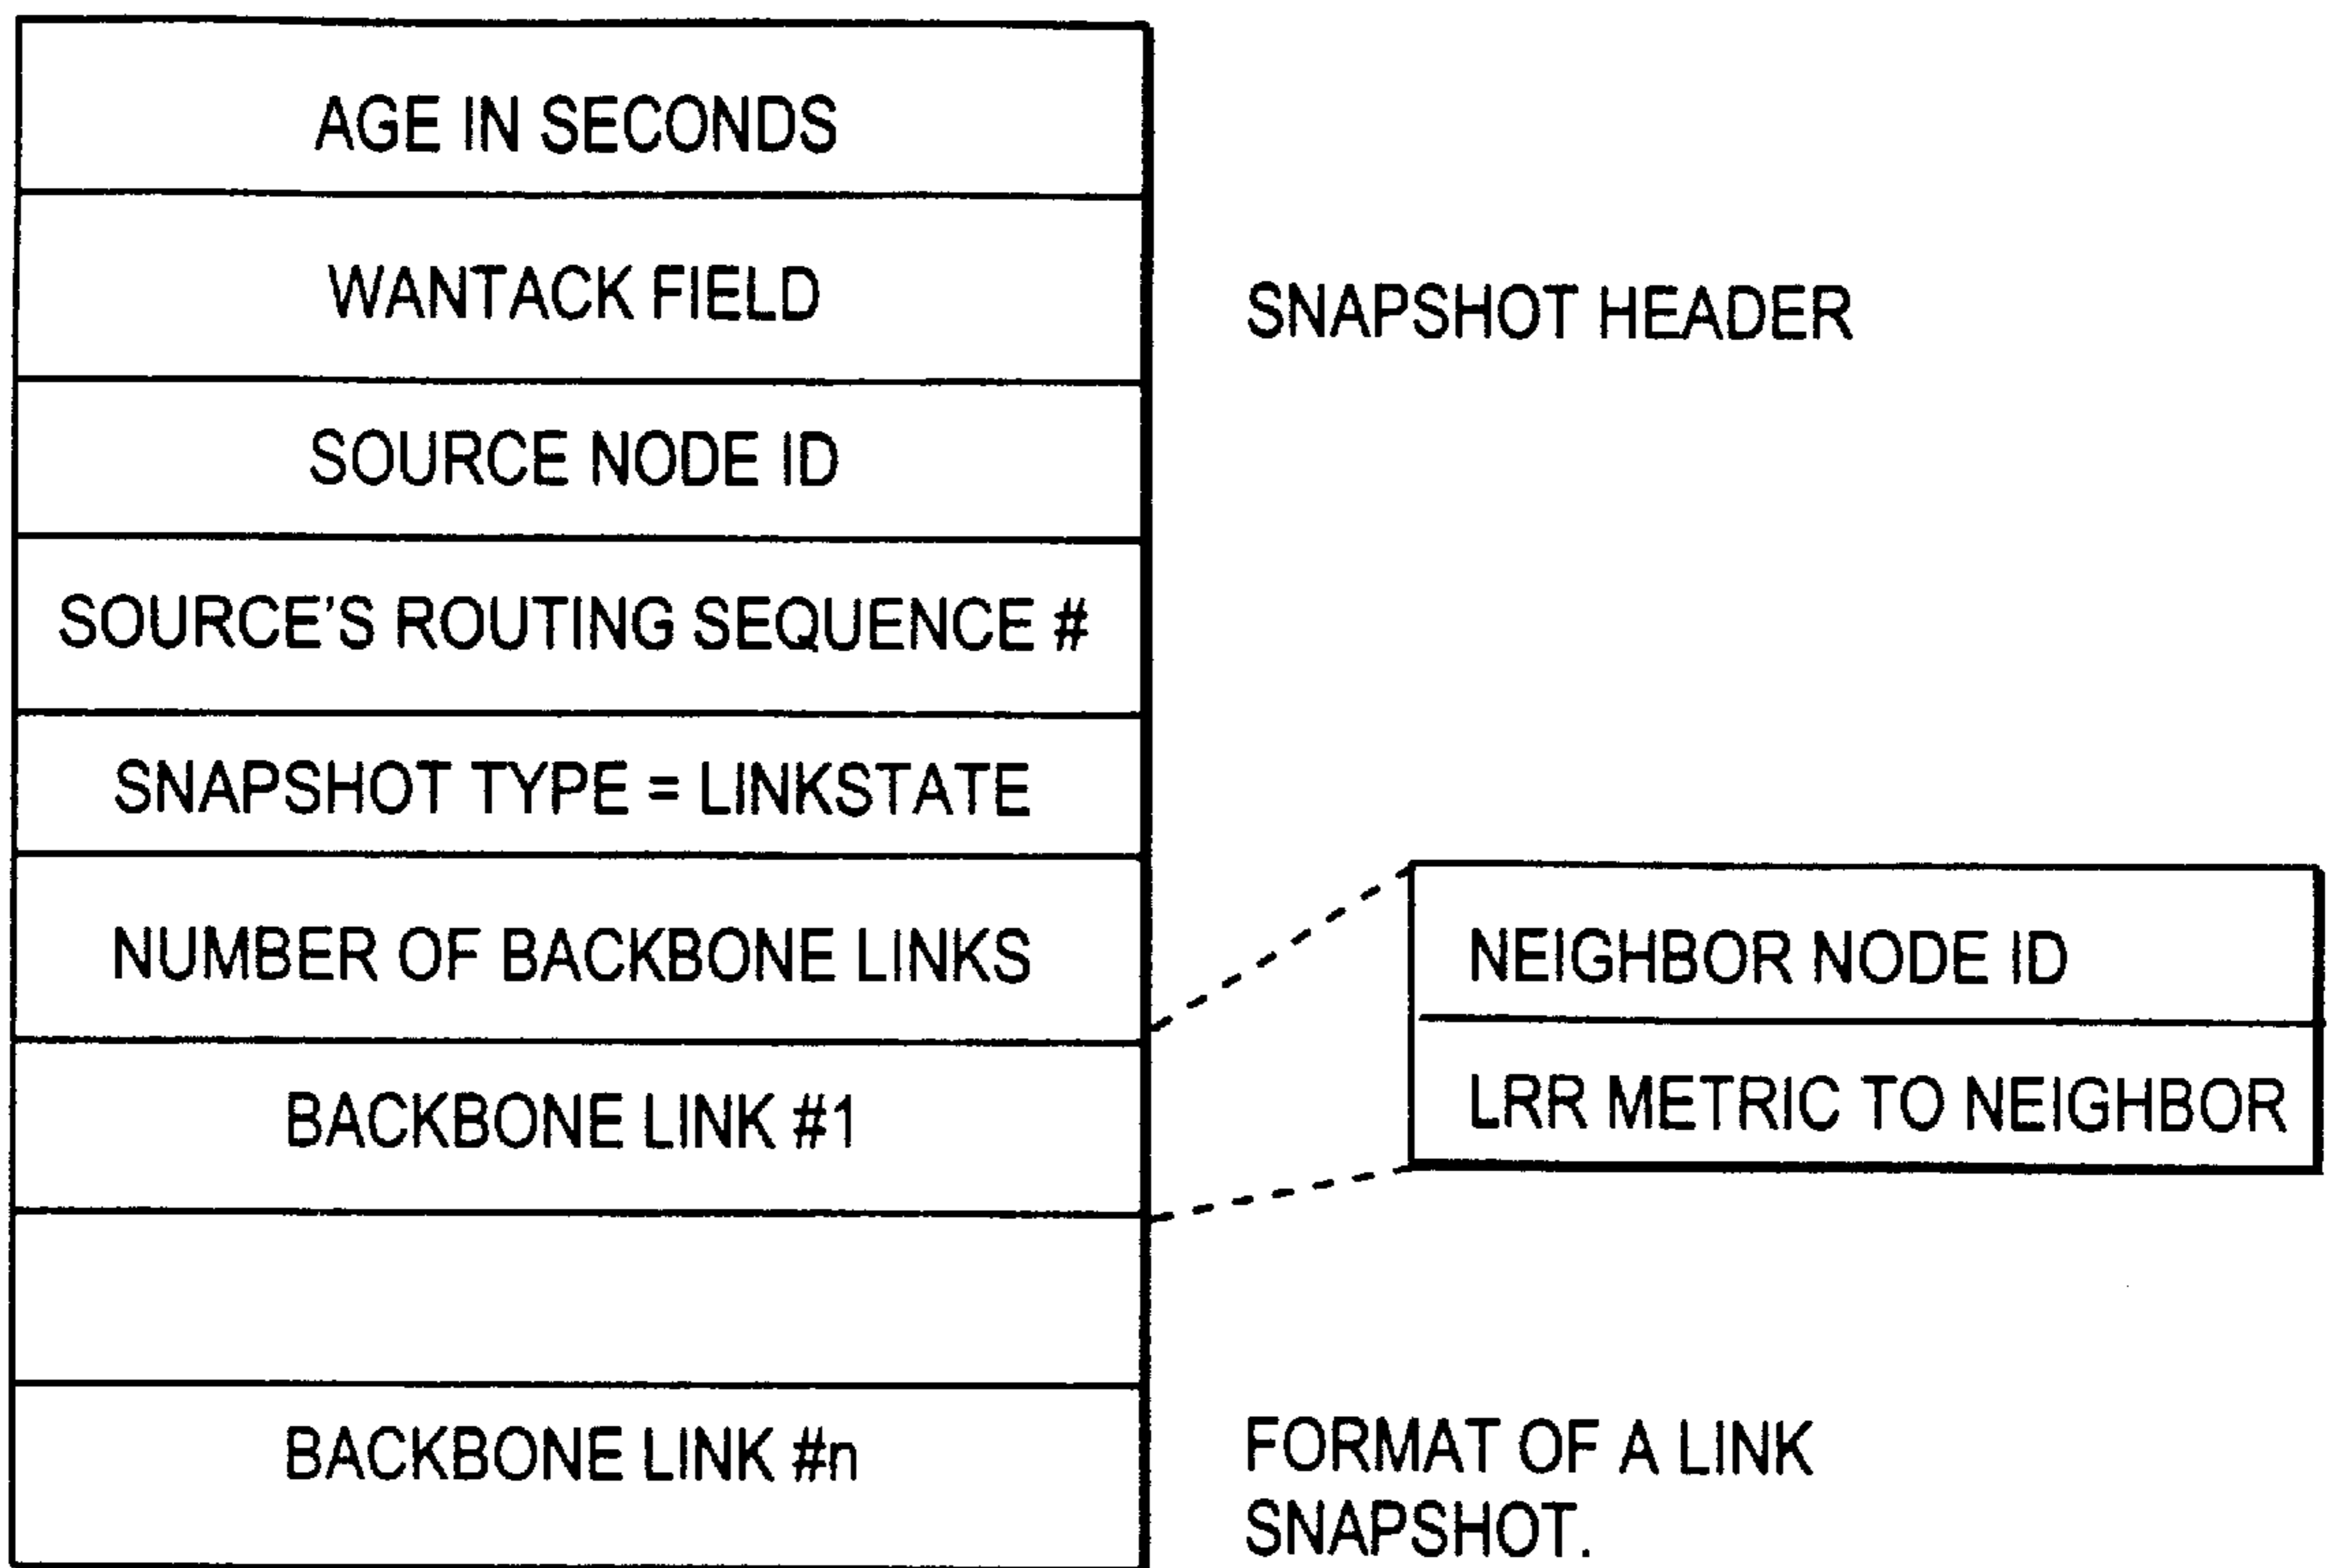 AGE IN SECONDS
WANTACK FIELD
SNAPSHOT HEADER
SOURCE NODE ID
SOURCE'S ROUTING SEQUENCE #
SNAPSHOT TYPE = LINKSTATE
NUMBER OF BACKBONE LINKS
NEIGHBOR NODE ID
LRR METRIC TO NEIGHBOR
BACKBONE LINK #1
BACKBONE LINK #n
FORMAT OF A LINK
SNAPSHOT.